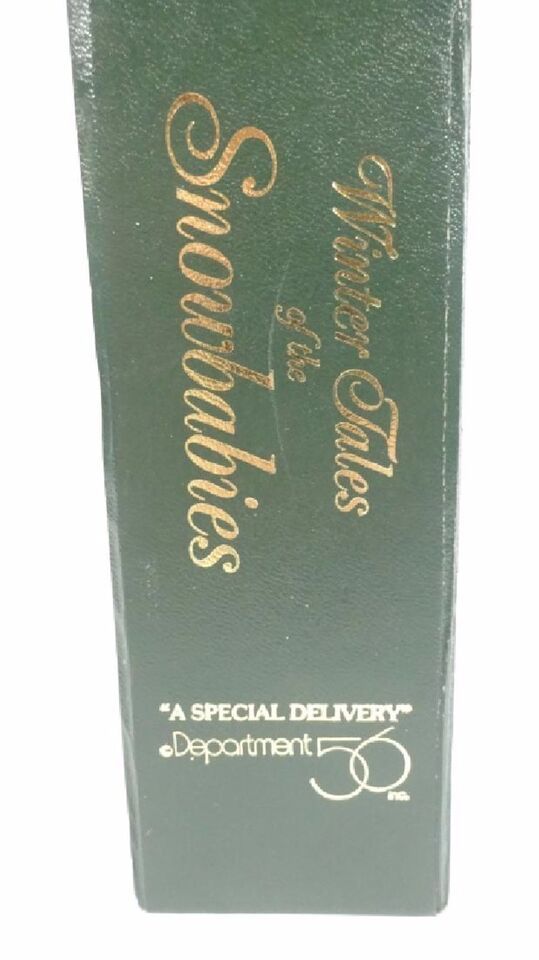 Winter Tales
of the
Snowbabies
"A SPECIAL DELIVERY"
©Department 56
inc.